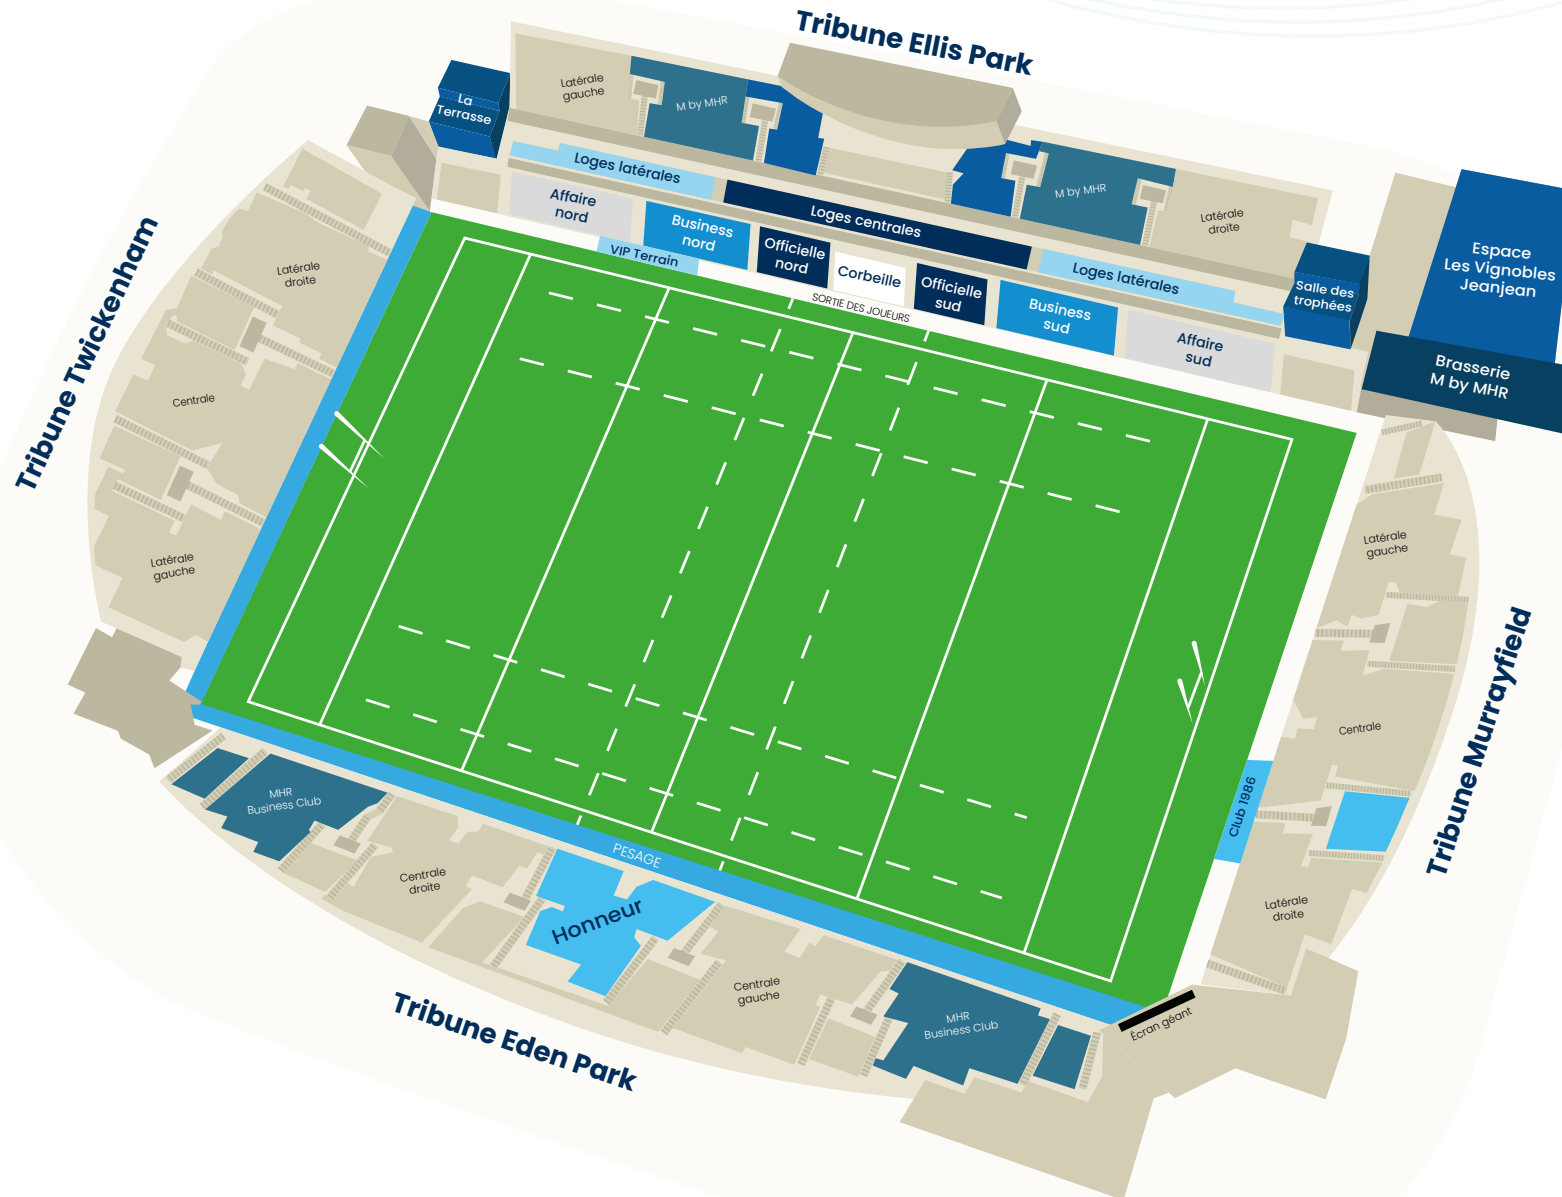 Tribune Ellis Park
La
Terrasse
Latérale
gauche
M by MHR
M by MHR
Latérale
droite
Loges latérales
Loges centrales
Loges latérales
Affaire
nord
Business
nord
VIP Terrain
Officielle
nord
Corbeille
Officielle
sud
Business
sud
Affaire
sud
SORTIE DES JOUEURS
Salle des
trophées
Espace
Les Vignobles
Jeanjean
Brasserie
M by MHR
Tribune Twickenham
Latérale
droite
Centrale
Latérale
gauche
Tribune Murrayfield
Latérale
gauche
Centrale
Club 1986
Latérale
droite
MHR
Business Club
Centrale
droite
PESAGE
Honneur
Centrale
gauche
MHR
Business Club
Écran géant
Tribune Eden Park